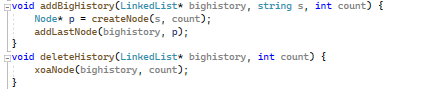 void addBigHistory(LinkedList* bighistory, string s, int count) {
    Node* p = createNode(s, count);
    addLastNode(bighistory, p);
}
void deleteHistory(LinkedList* bighistory, int count) {
    xoaNode(bighistory, count);
}